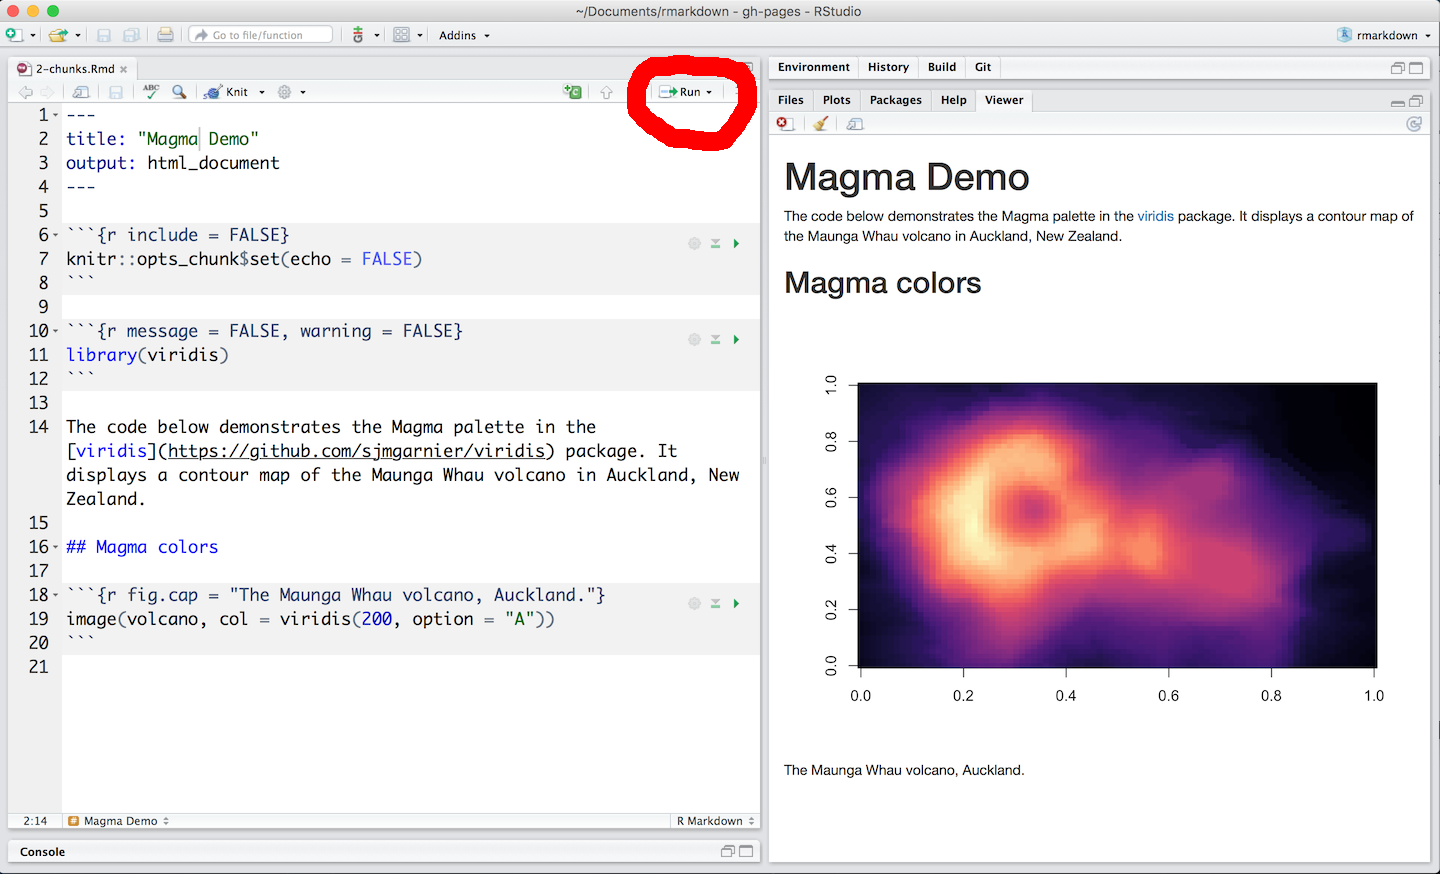 ~/Documents/rmarkdown - gh-pages - RStudio
Go to file/function
Addins
rmarkdown
2-chunks.Rmd
ABC
Knit
Run
1 ---
2 title: "Magma Demo"
3 output: html_document
4 ---
5
6 ```{r include = FALSE}
7 knitr::opts_chunk$set(echo = FALSE)
8 ```
9
10 ```{r message = FALSE, warning = FALSE}
11 library(viridis)
12 ```
13
14 The code below demonstrates the Magma palette in the
[viridis](https://github.com/sjmgarnier/viridis) package. It
displays a contour map of the Maunga Whau volcano in Auckland, New
Zealand.
15
16 ## Magma colors
17
18 ```{r fig.cap = "The Maunga Whau volcano, Auckland."}
19 image(volcano, col = viridis(200, option = "A"))
20 ```
21
2:14 # Magma Demo R Markdown
Console
Environment History Build Git
Files Plots Packages Help Viewer
Magma Demo
The code below demonstrates the Magma palette in the viridis package. It displays a contour map of
the Maunga Whau volcano in Auckland, New Zealand.
Magma colors
1.0
0.8
0.6
0.4
0.2
0.0
0.0 0.2 0.4 0.6 0.8 1.0
The Maunga Whau volcano, Auckland.